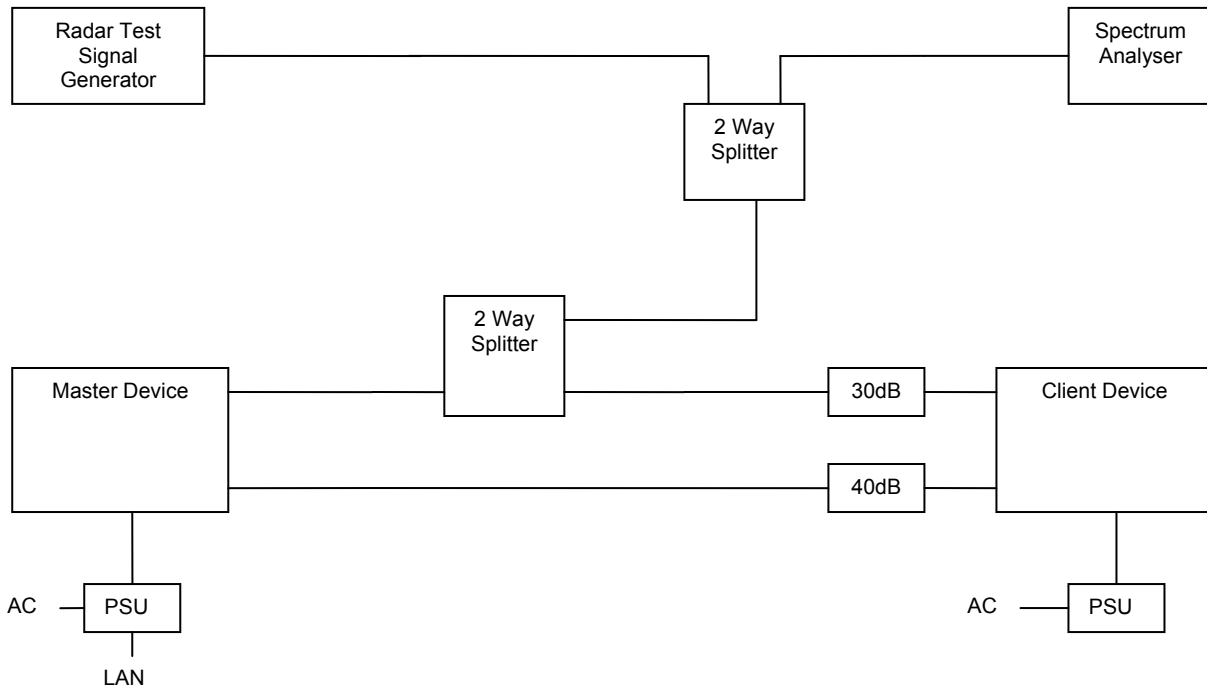 Radar Test
Signal
Generator
Spectrum
Analyser
2 Way
Splitter
2 Way
Splitter
Master Device
30dB
Client Device
40dB
AC
PSU
AC
PSU
LAN